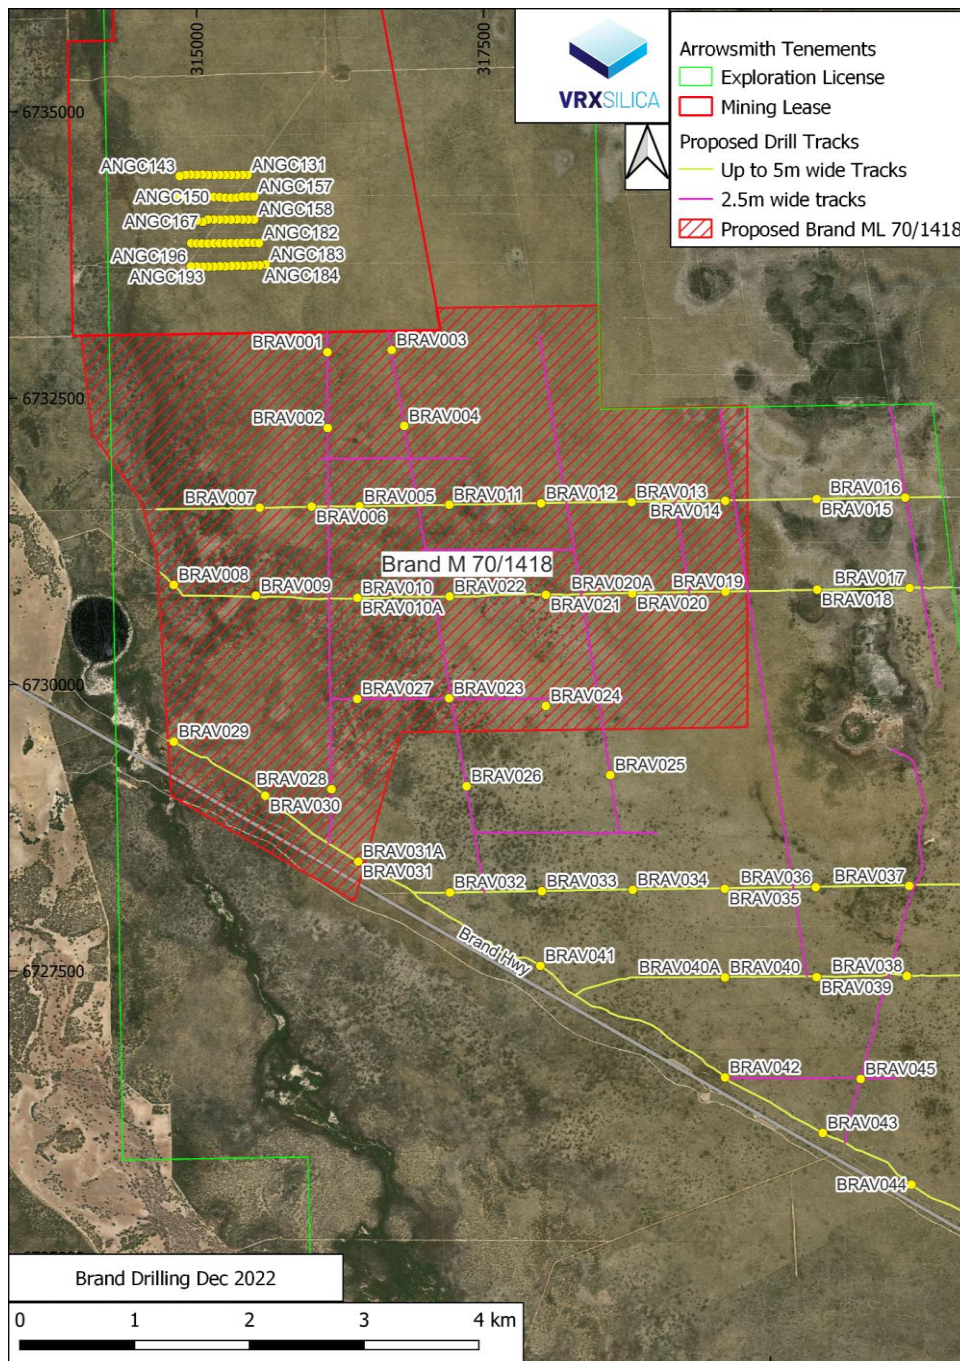 315000
317500
VRXSILICA
Arrowsmith Tenements
Exploration License
Mining Lease
Proposed Drill Tracks
Up to 5m wide Tracks
2.5m wide tracks
Proposed Brand ML 70/1418
6735000
ANGC143
ANGC131
ANGC150
ANGC157
ANGC167
ANGC158
ANGC182
ANGC196
ANGC183
ANGC193
ANGC184
BRAV001
BRAV003
6732500
BRAV002
BRAV004
BRAV007
BRAV005
BRAV011
BRAV012
BRAV013
BRAV016
BRAV006
BRAV014
BRAV015
Brand M 70/1418
BRAV008
BRAV009
BRAV010
BRAV022
BRAV020A
BRAV019
BRAV017
BRAV010A
BRAV021
BRAV020
BRAV018
6730000
BRAV027
BRAV023
BRAV024
BRAV029
BRAV028
BRAV026
BRAV025
BRAV030
BRAV031A
BRAV031
BRAV032
BRAV033
BRAV034
BRAV036
BRAV037
BRAV035
Brand Hwy
6727500
BRAV041
BRAV040A
BRAV040
BRAV038
BRAV039
BRAV042
BRAV045
BRAV043
BRAV044
Brand Drilling Dec 2022
0 1 2 3 4 km